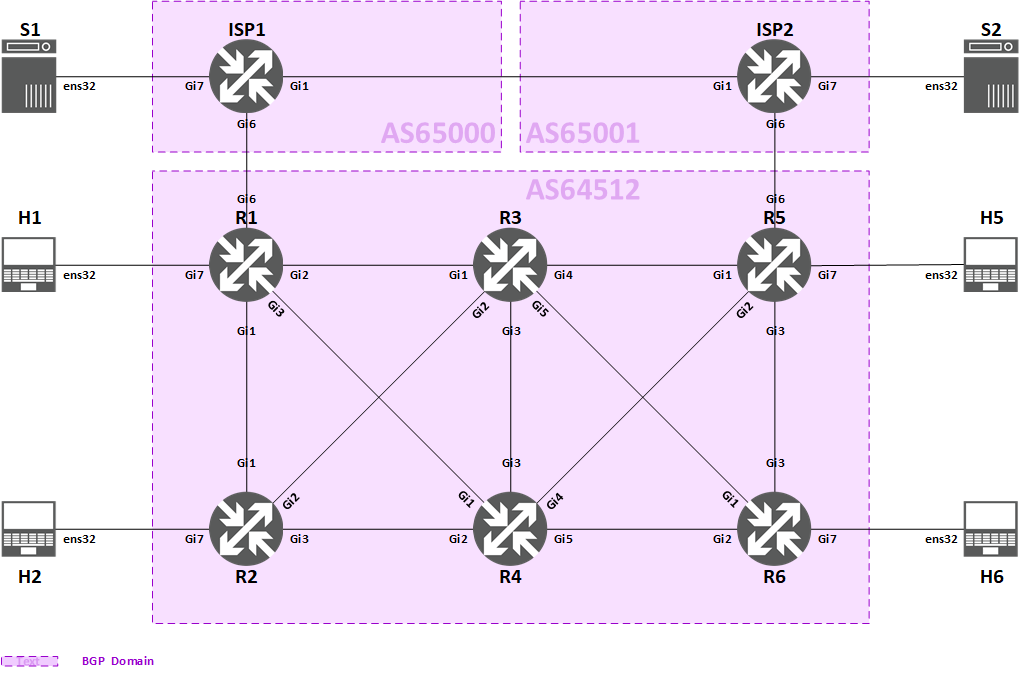 S1 ISP1 ISP2 S2
ens32 Gi7 Gi1 Gi1 Gi7 ens32
Gi6 Gi6
AS65000 AS65001
AS64512
Gi6 Gi6
H1 R1 R3 R5 H5
ens32 Gi7 Gi2 Gi1 Gi4 Gi1 Gi7 ens32
Gi3 Gi2 Gi5 Gi2
Gi1 Gi3 Gi3
Gi1 Gi3 Gi3
Gi2 Gi1 Gi4 Gi1
ens32 Gi7 Gi3 Gi2 Gi5 Gi2 Gi7 ens32
H2 R2 R4 R6 H6
Text BGP Domain